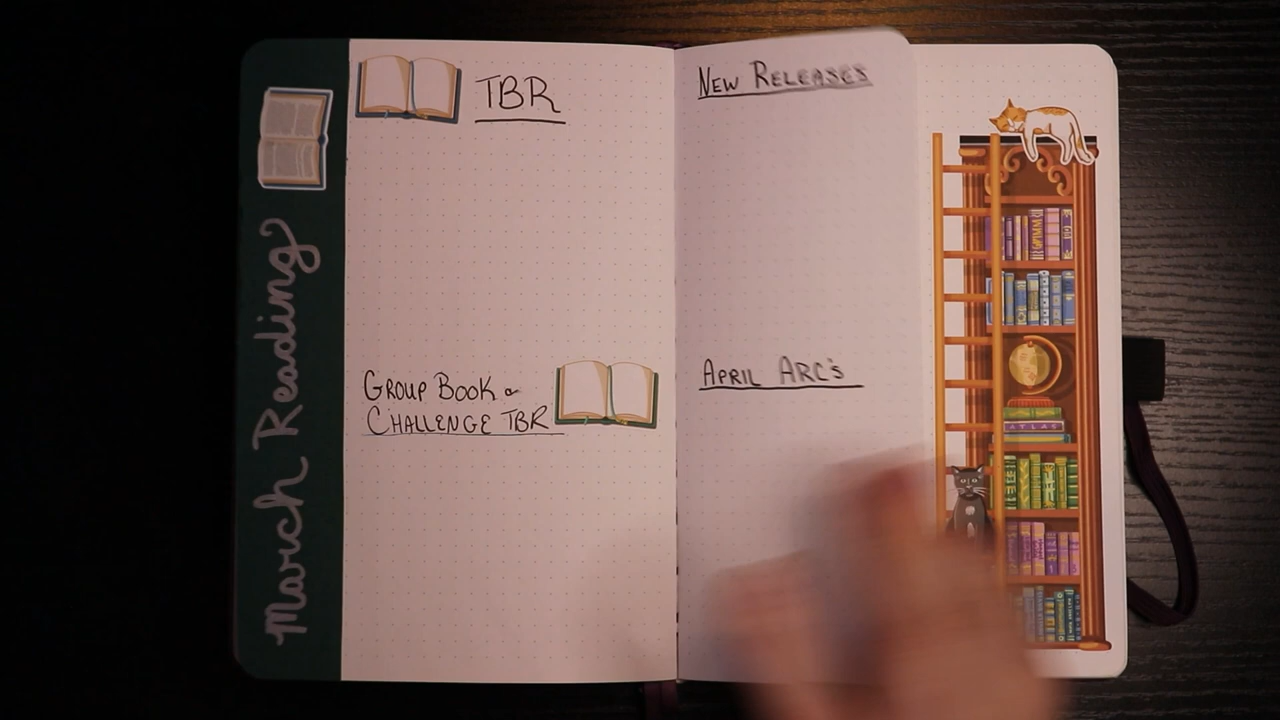 March Reading
TBR
GROUP BOOK &
CHALLENGE TBR
NEW RELEASES
APRIL ARC'S
ATLAS